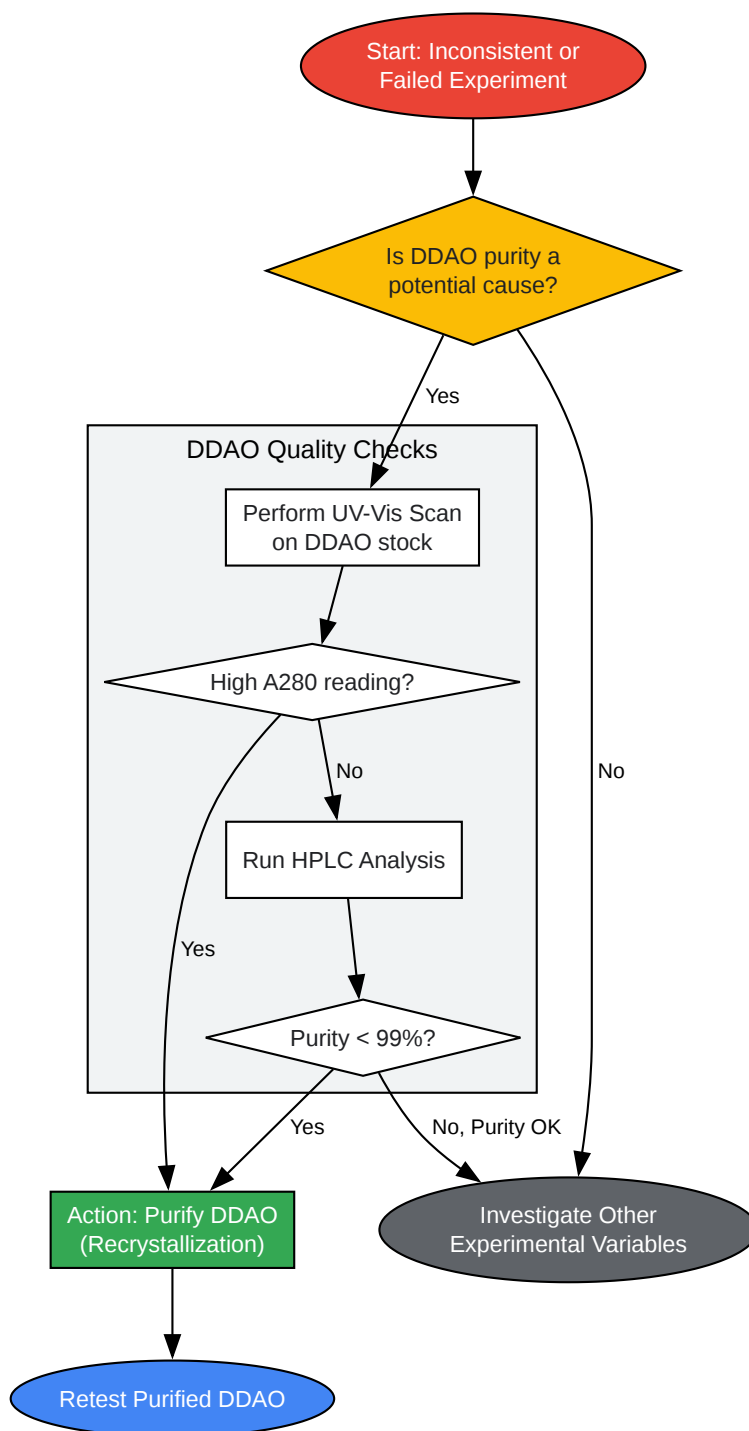 Start: Inconsistent or
Failed Experiment
Is DDAO purity a
potential cause?
Yes
DDAO Quality Checks
Perform UV-Vis Scan
on DDAO stock
High A280 reading?
No
No
Run HPLC Analysis
Yes
Purity < 99%?
Yes
No, Purity OK
Action: Purify DDAO
(Recrystallization)
Investigate Other
Experimental Variables
Retest Purified DDAO